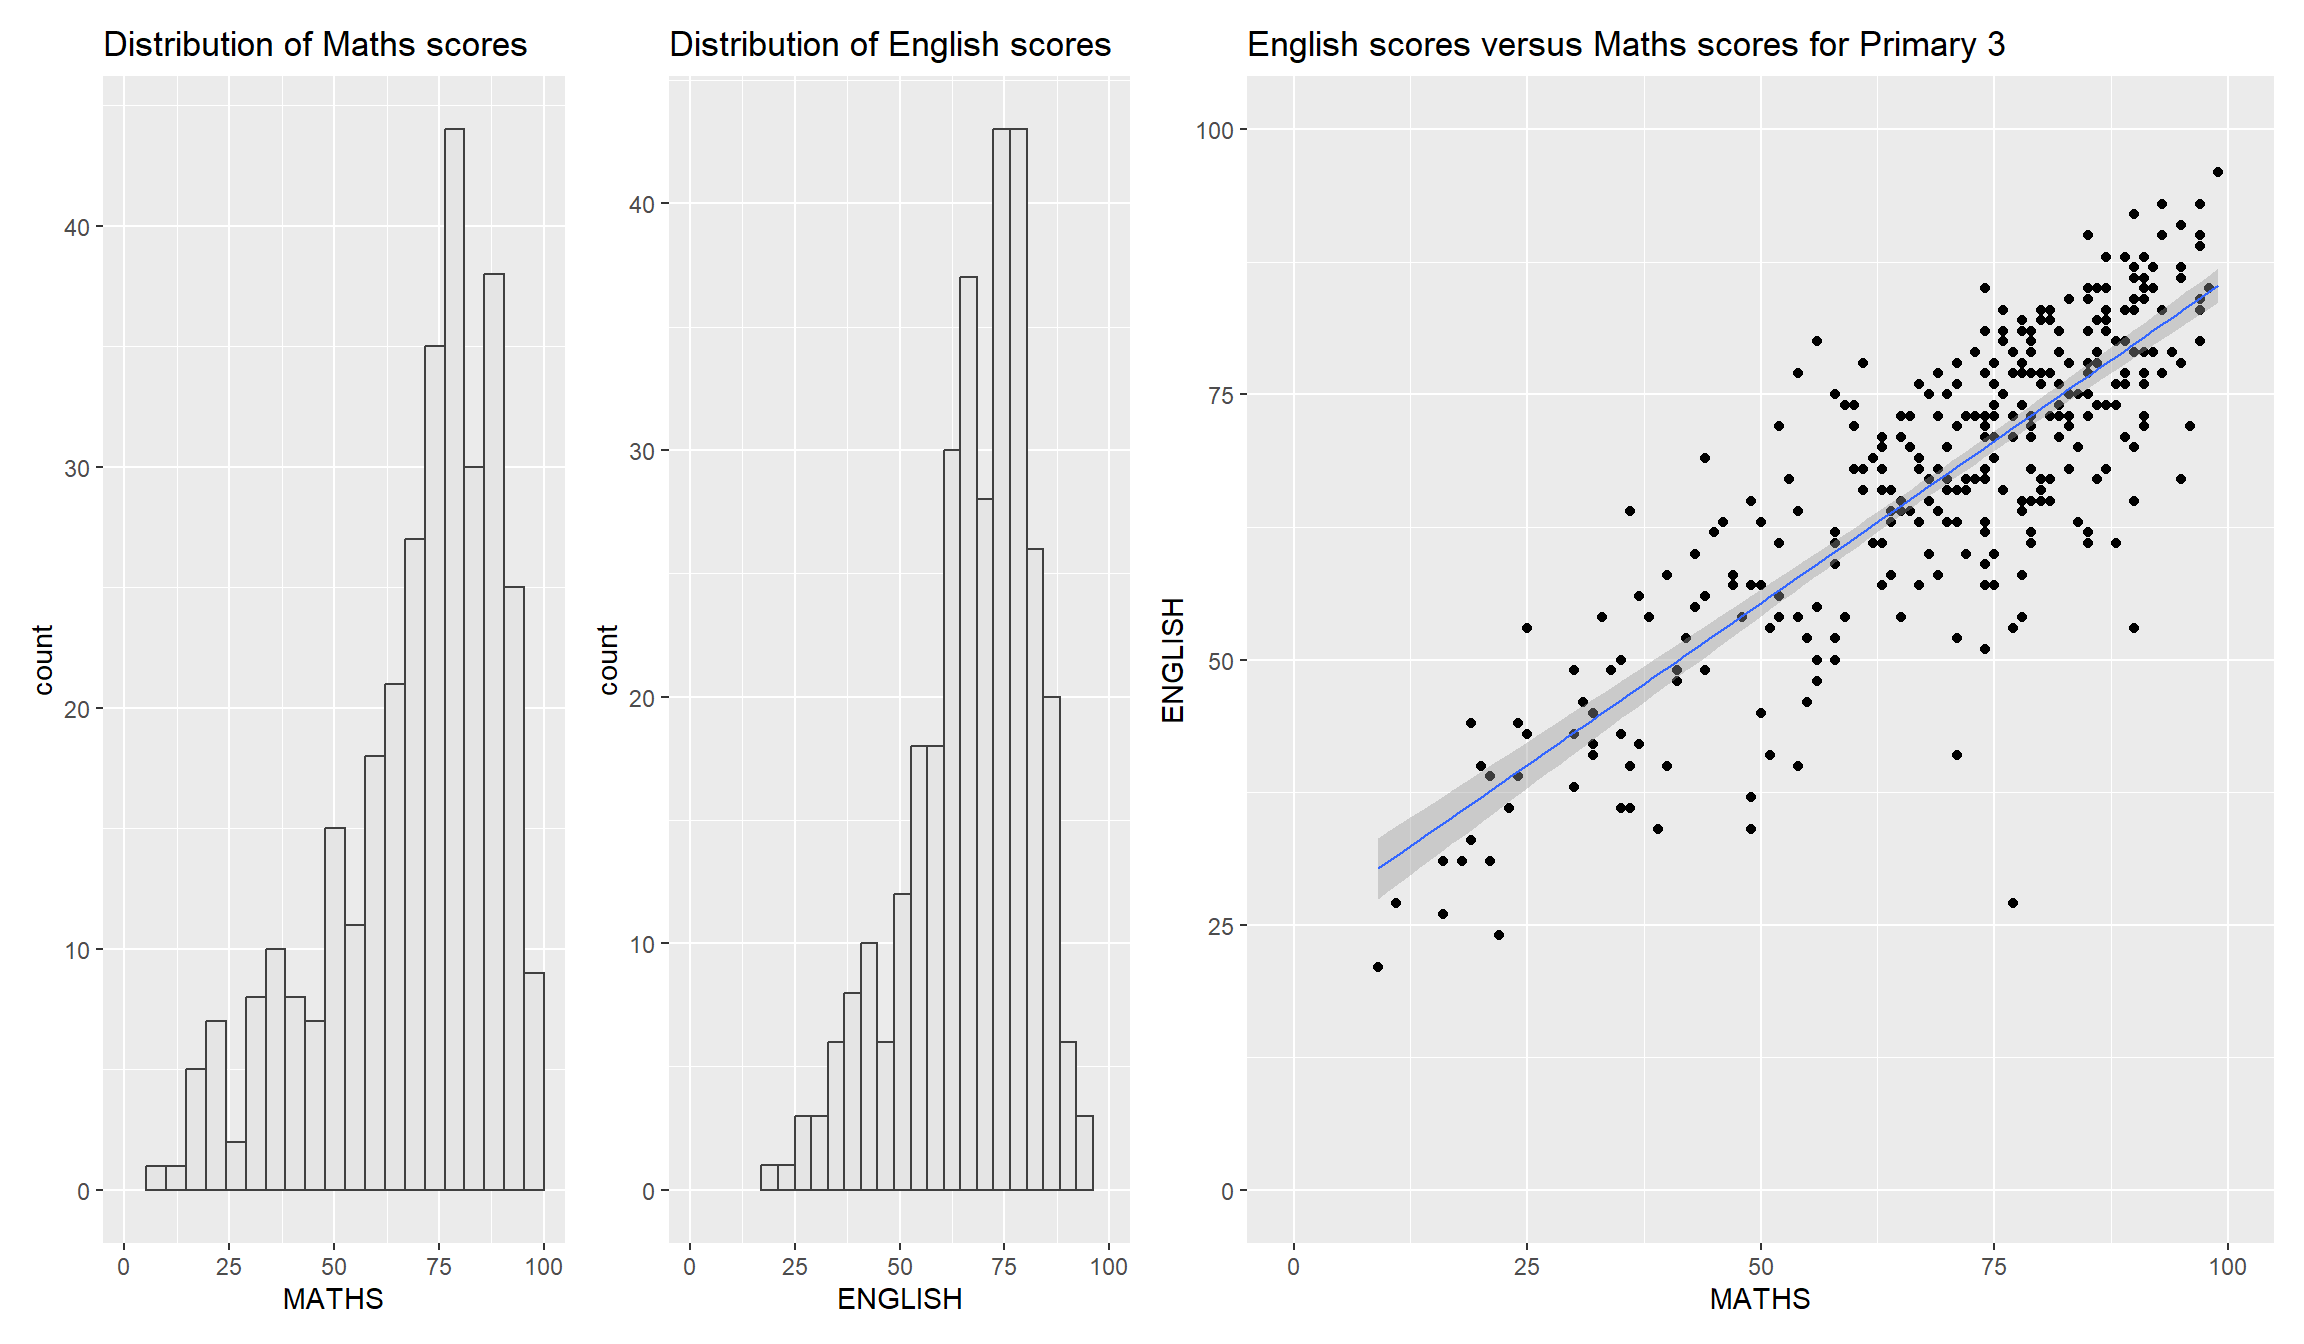 Distribution of Maths scores
count
40
30
20
10
0
0 25 50 75 100
MATHS
Distribution of English scores
count
40
30
20
10
0
0 25 50 75 100
ENGLISH
English scores versus Maths scores for Primary 3
ENGLISH
100
75
50
25
0
0 25 50 75 100
MATHS